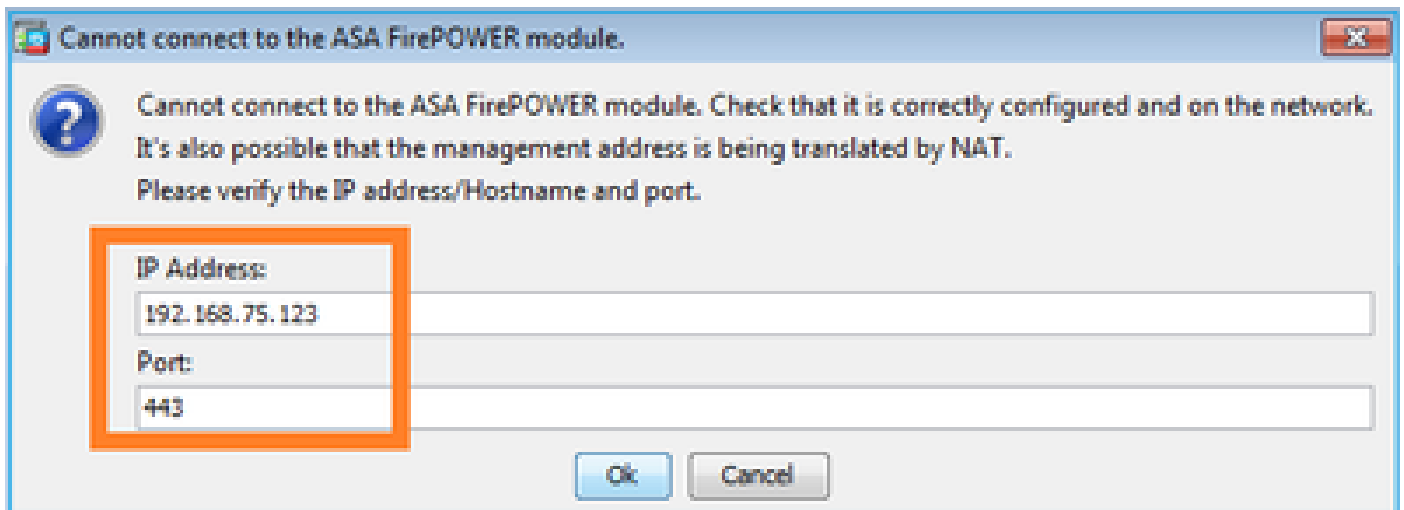 Cannot connect to the ASA FirePOWER module.
Cannot connect to the ASA FirePOWER module. Check that it is correctly configured and on the network.
It's also possible that the management address is being translated by NAT.
Please verify the IP address/Hostname and port.
IP Address:
192.168.75.123
Port:
443
Ok Cancel